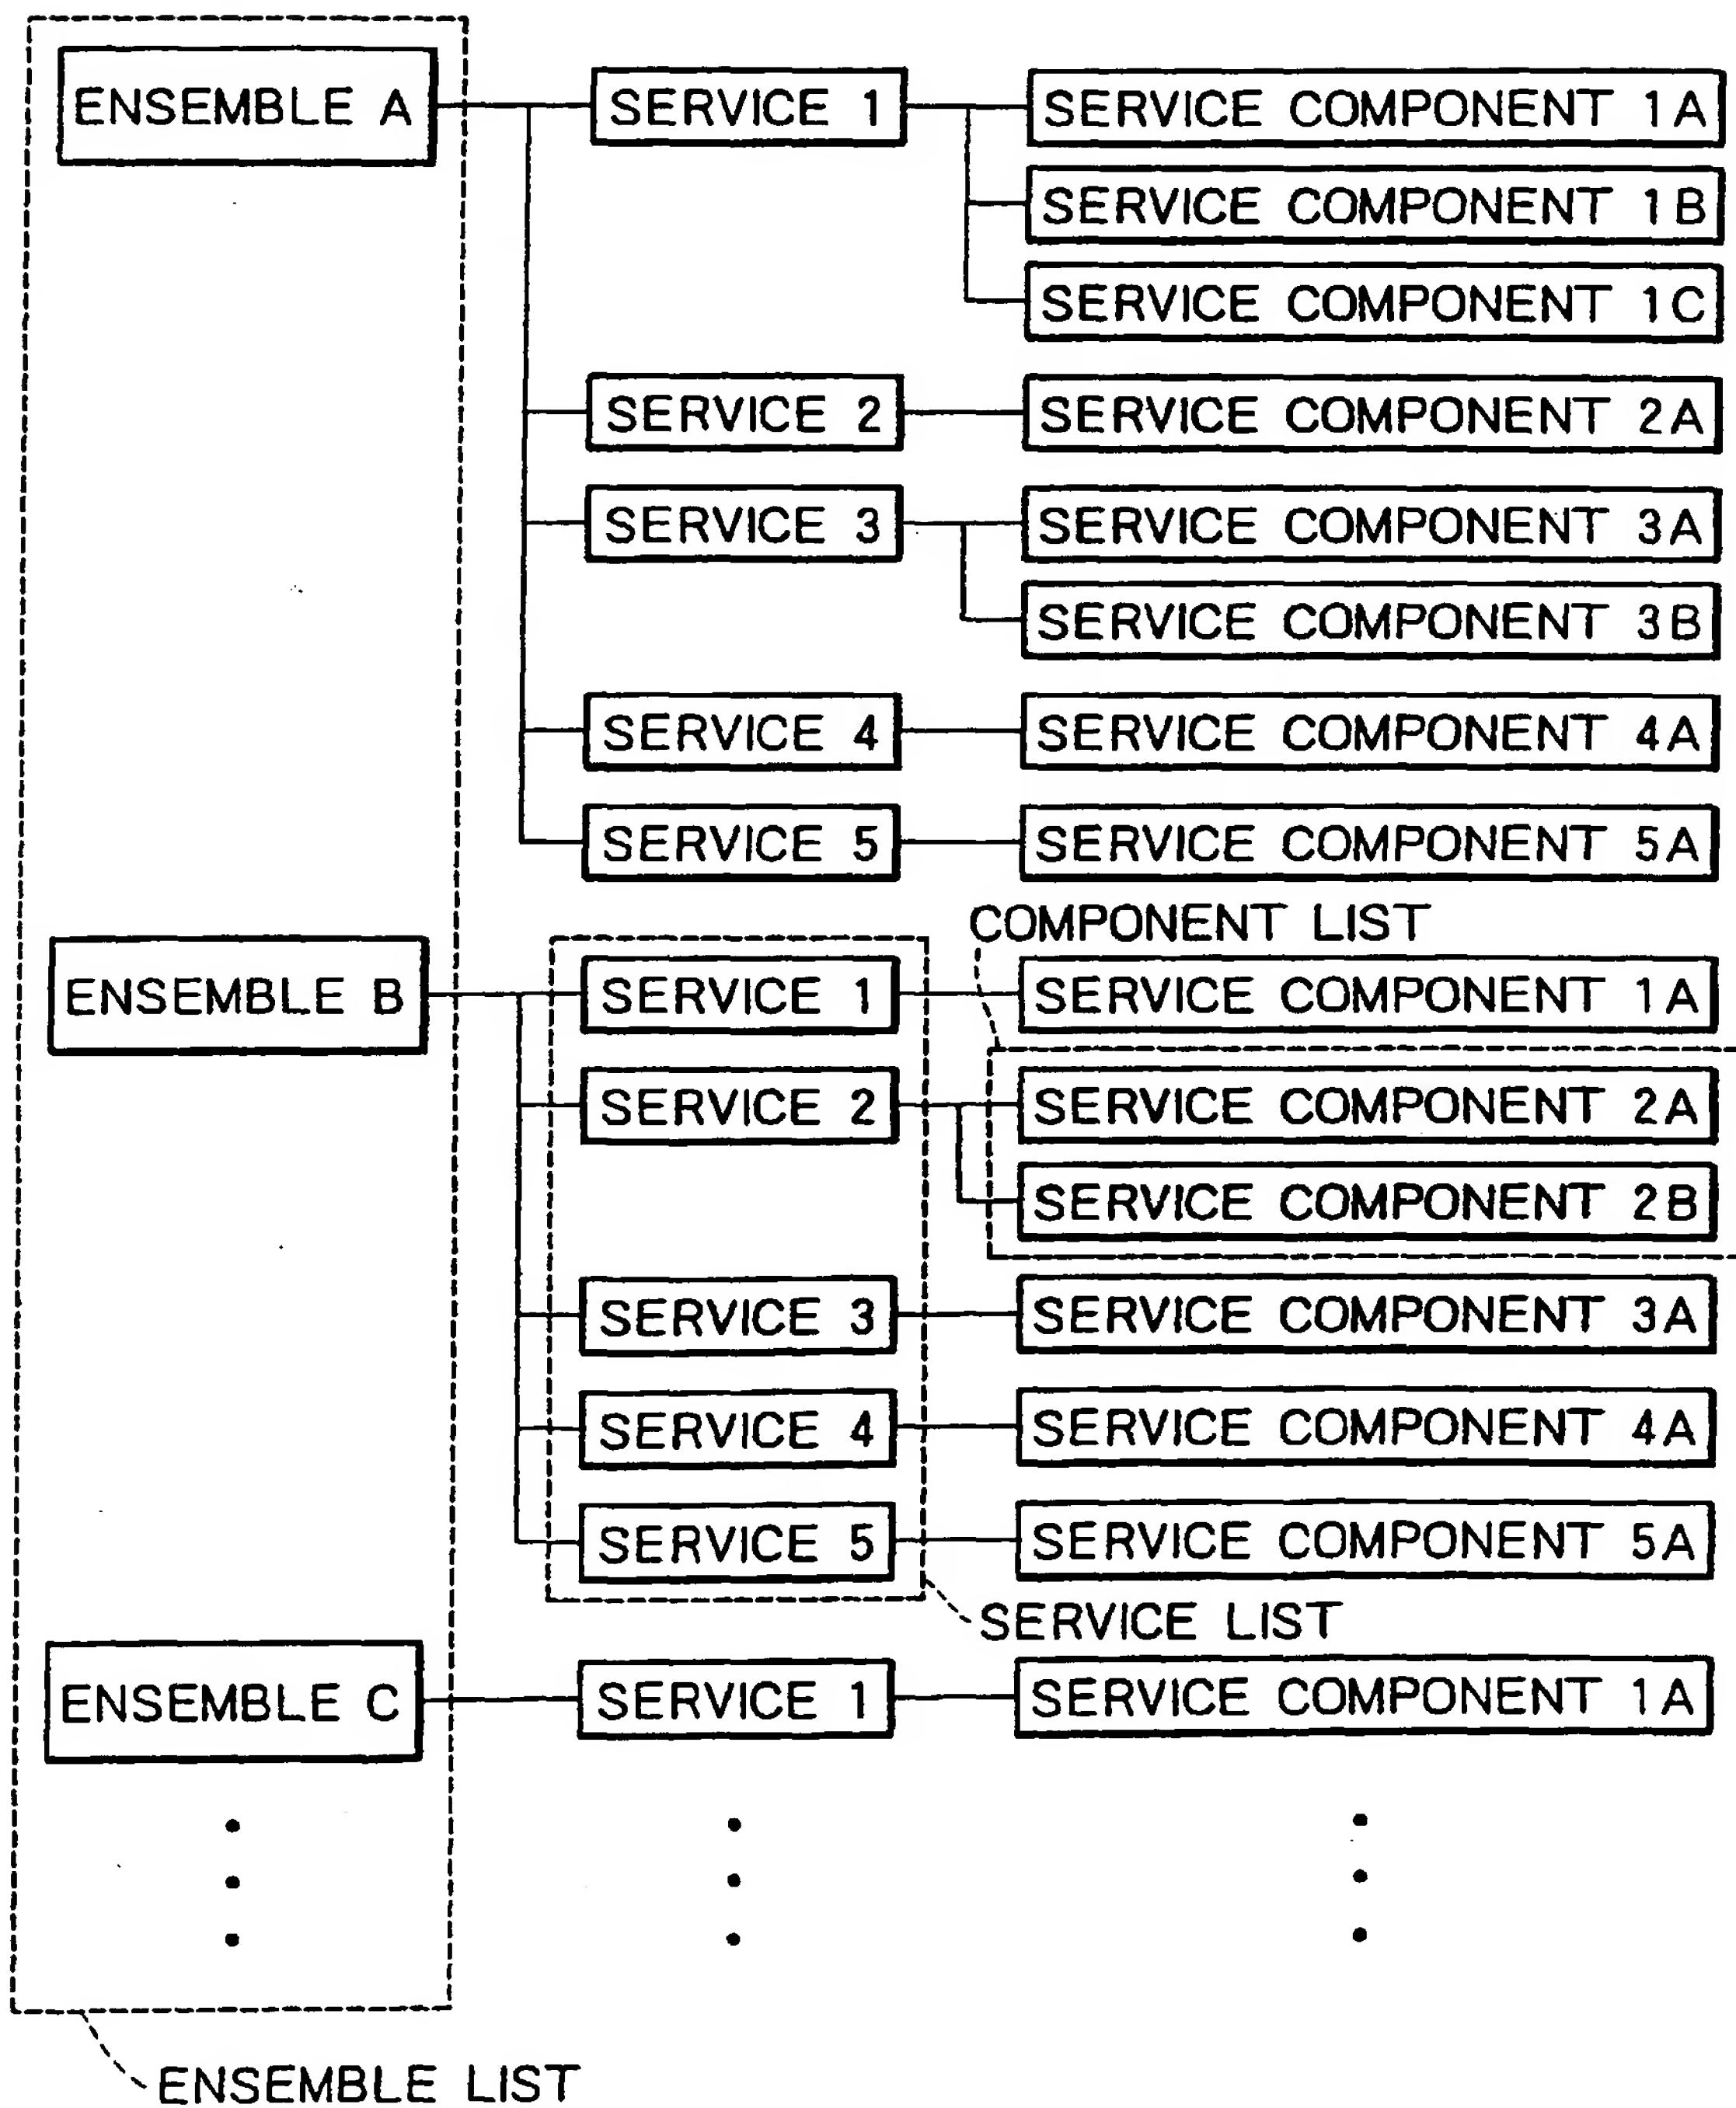 ENSEMBLE A
SERVICE 1
SERVICE COMPONENT 1A
SERVICE COMPONENT 1B
SERVICE COMPONENT 1C
SERVICE 2
SERVICE COMPONENT 2A
SERVICE 3
SERVICE COMPONENT 3A
SERVICE COMPONENT 3B
SERVICE 4
SERVICE COMPONENT 4A
SERVICE 5
SERVICE COMPONENT 5A
COMPONENT LIST
ENSEMBLE B
SERVICE 1
SERVICE COMPONENT 1A
SERVICE 2
SERVICE COMPONENT 2A
SERVICE COMPONENT 2B
SERVICE 3
SERVICE COMPONENT 3A
SERVICE 4
SERVICE COMPONENT 4A
SERVICE 5
SERVICE COMPONENT 5A
SERVICE LIST
ENSEMBLE C
SERVICE 1
SERVICE COMPONENT 1A
ENSEMBLE LIST